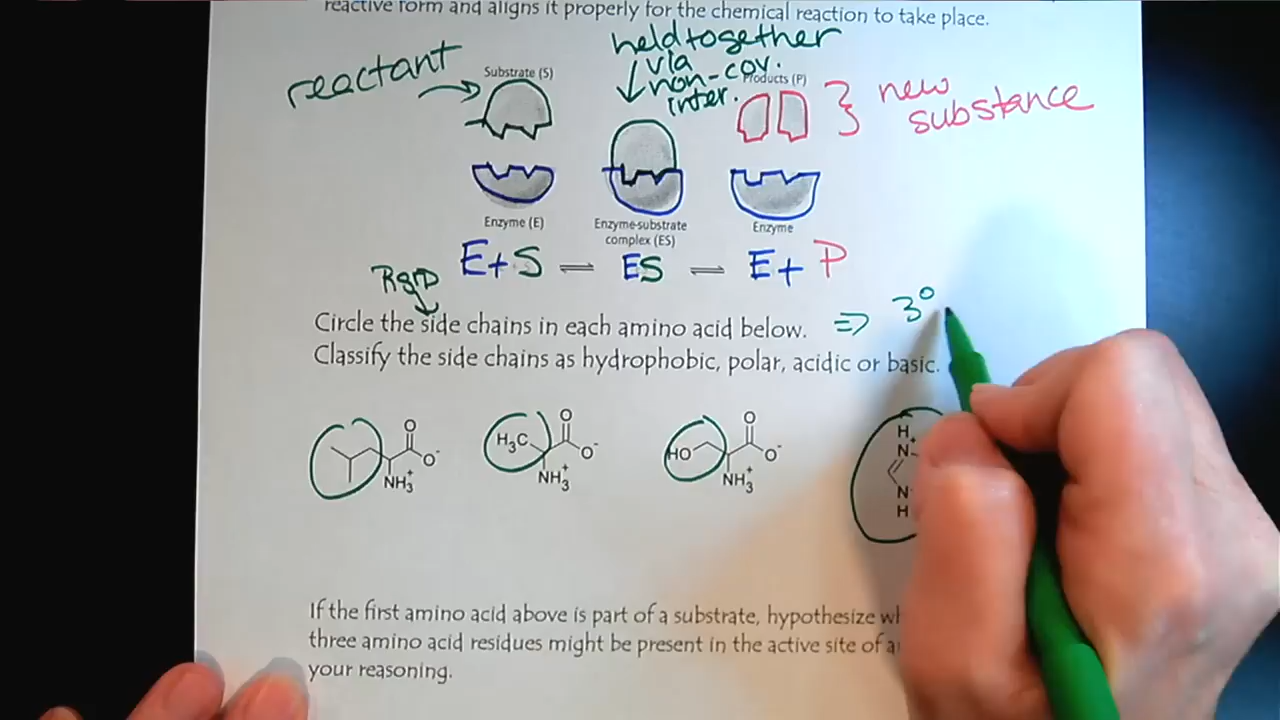 reactive form and aligns it properly for the chemical reaction to take place.
held together
via
non-cov.
inter.
reactant
Substrate (S)
Products (P)
new
substance
Enzyme (E)
Enzyme-substrate
complex (ES)
Enzyme
E+S ⇌ ES ⇌ E+ P
Rgrp
Circle the side chains in each amino acid below. ⇒ 3°
Classify the side chains as hydrophobic, polar, acidic or basic.
O
O⁻
NH₃⁺
H₃C
O
O⁻
NH₃⁺
HO
O
O⁻
NH₃⁺
H
N⁺
N
H
If the first amino acid above is part of a substrate, hypothesize
three amino acid residues might be present in the active site of
your reasoning.